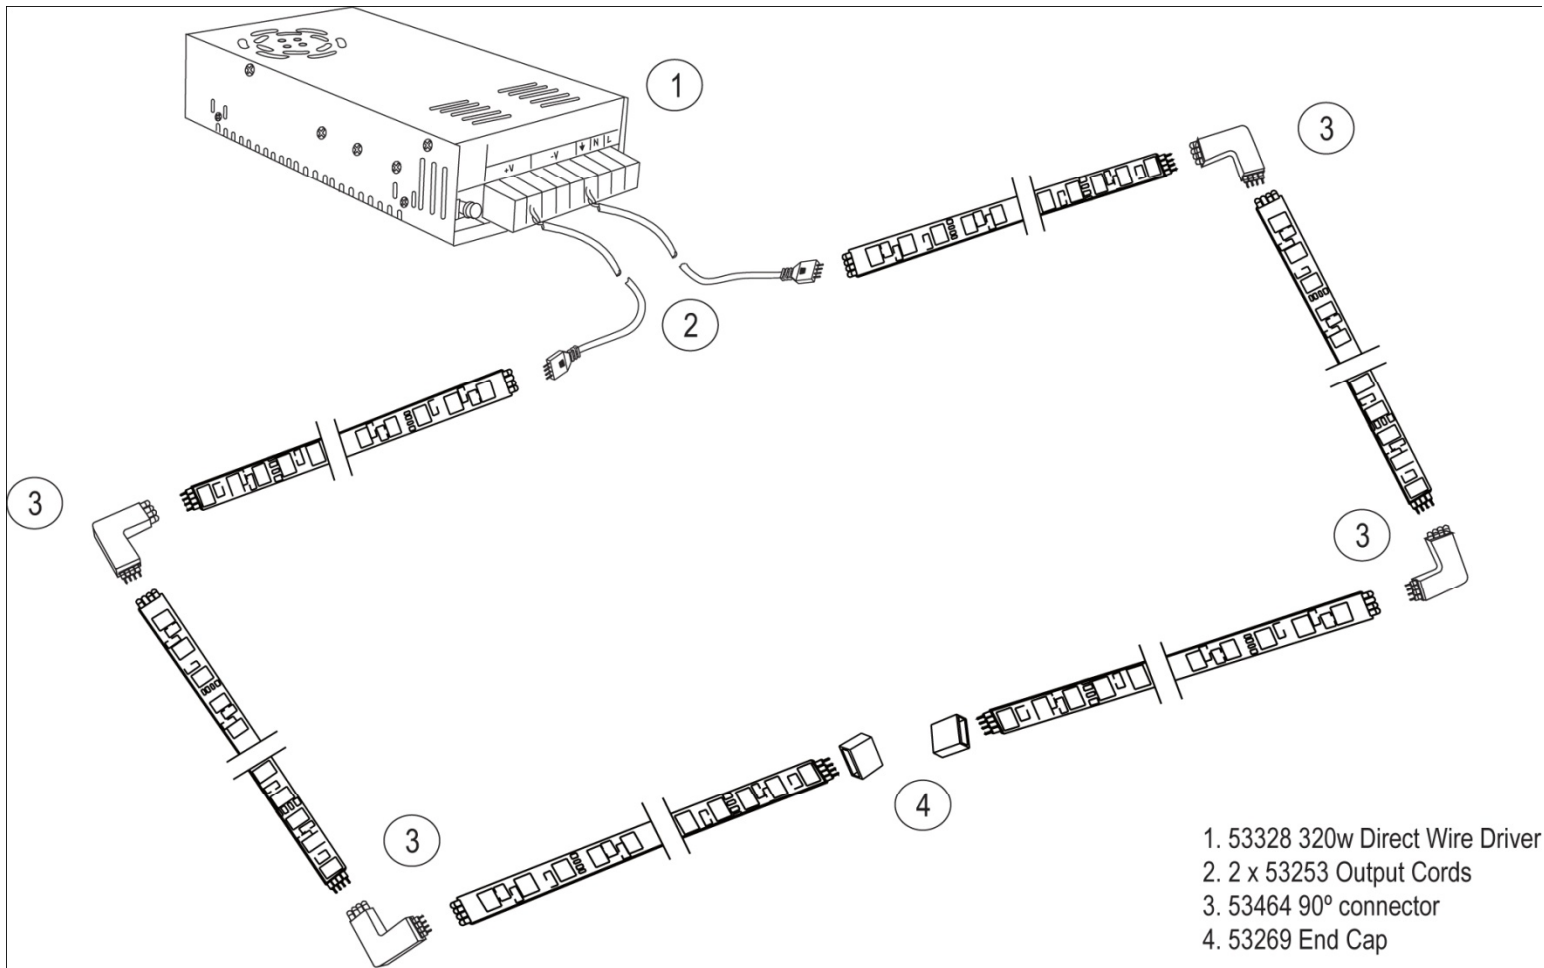 1
+V
-V
N
L
3
2
3
3
4
3
1. 53328 320w Direct Wire Driver
2. 2 x 53253 Output Cords
3. 53464 90º connector
4. 53269 End Cap